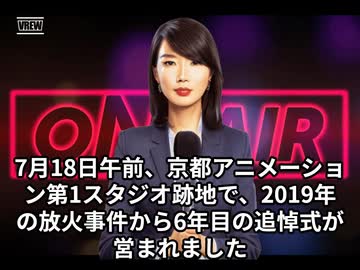 VREW
ON AIR
7月18日午前、京都アニメーショ
ン第1スタジオ跡地で、2019年
の放火事件から6年目の追悼式が
営まれました